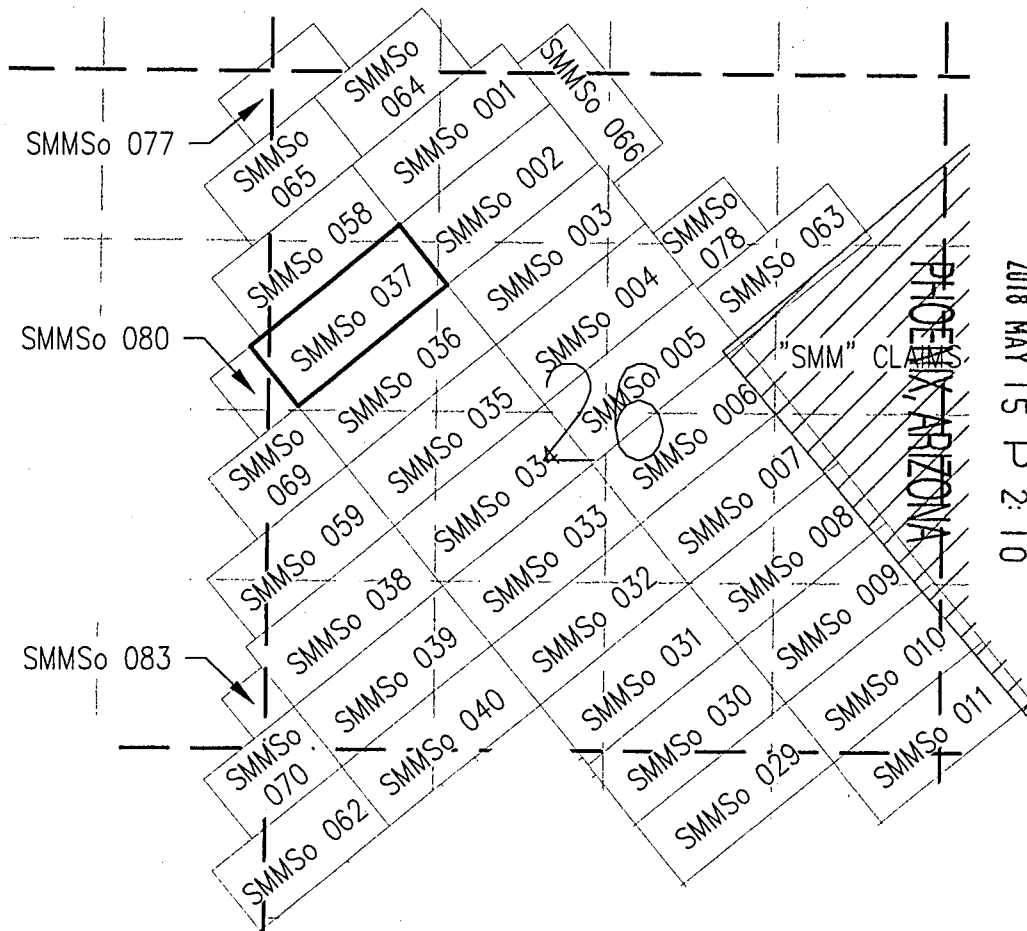 SMMSo 077
SMMSo
064
SMMSo 001
SMMSo 066
SMMSo
065
SMMSo 002
SMMSo 058
SMMSo 003
SMMSo
078
SMMSo 063
SMMSo 037
SMMSo 004
SMMSo 080
SMMSo 036
SMMSo 005
"SMM" CLAIMS
SMMSo
069
SMMSo 035
26
SMMSo 006
SMMSo 034
SMMSo 007
SMMSo 059
SMMSo 033
SMMSo 008
SMMSo 038
SMMSo 032
SMMSo 009
SMMSo 083
SMMSo 039
SMMSo 031
SMMSo 010
SMMSo
070
SMMSo 040
SMMSo 030
SMMSo 011
SMMSo 062
SMMSo 029
2018 MAY 15 P 2: 10
PHOENIX, ARIZONA